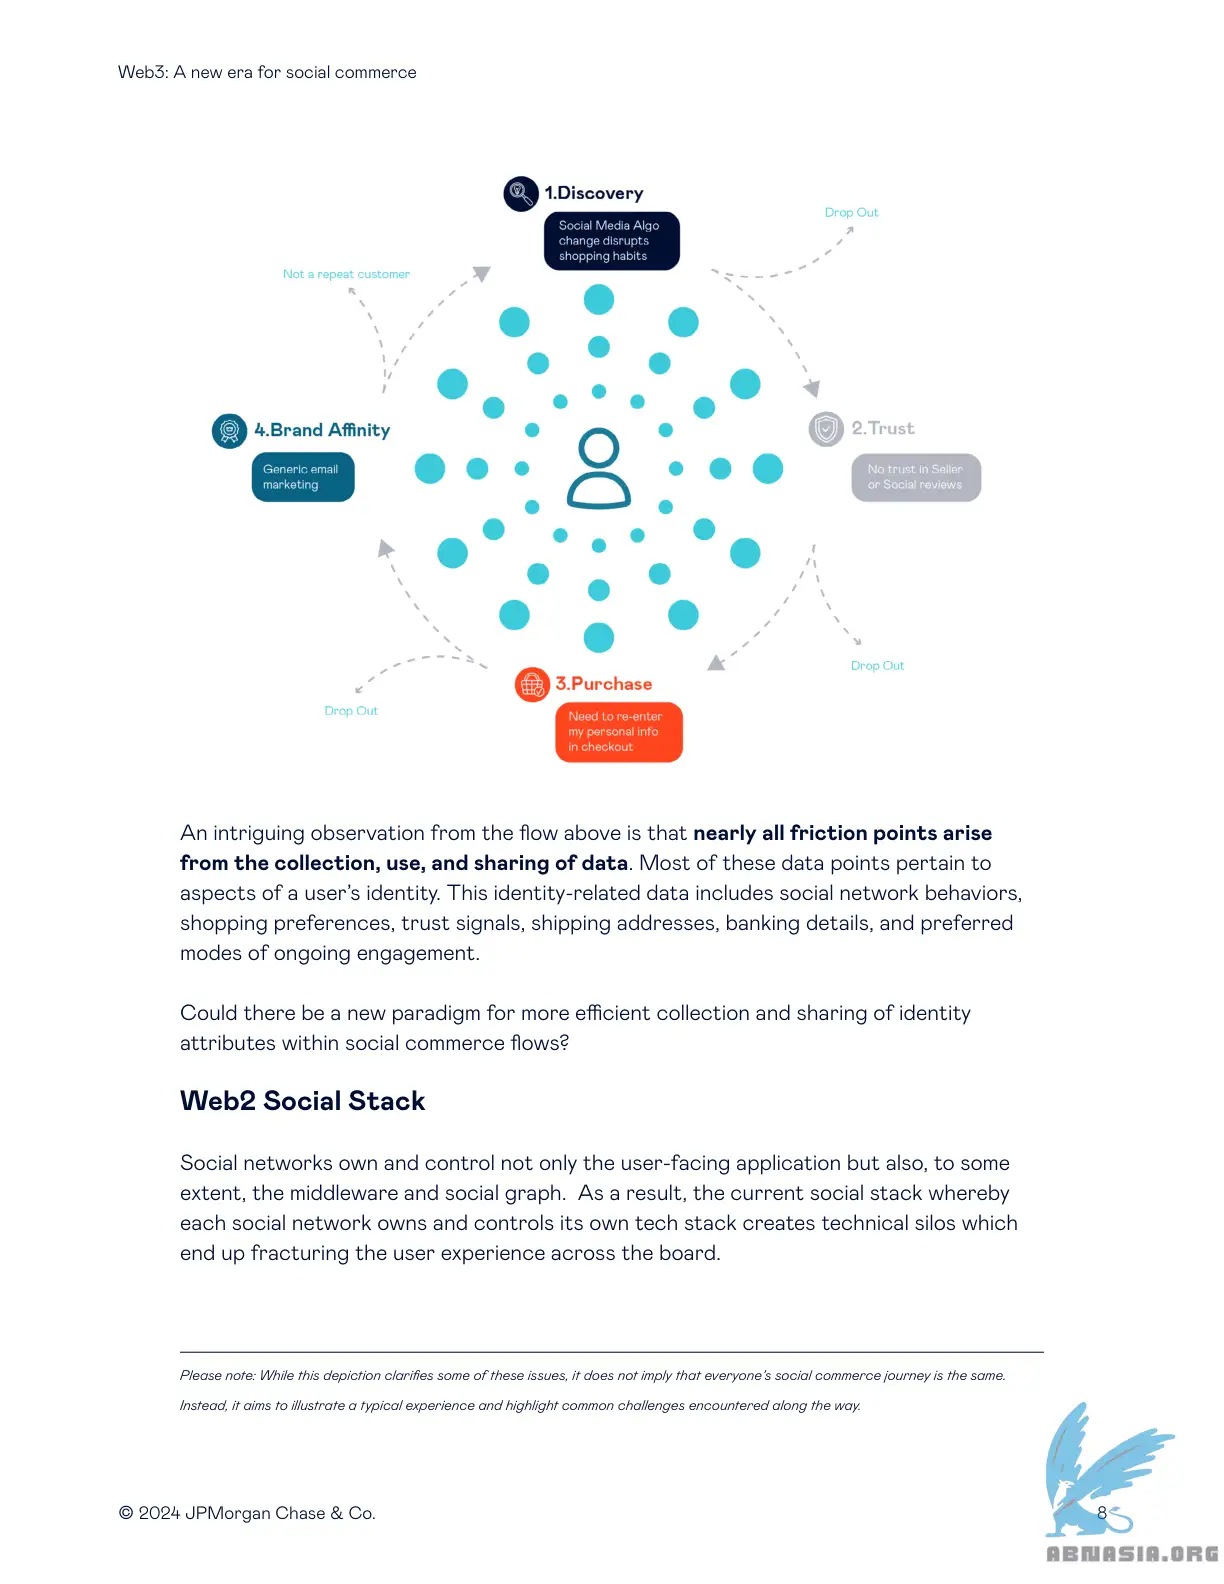 Web3: A new era for social commerce
1.Discovery
Social Media Algo
change disrupts
shopping habits
Drop Out
Not a repeat customer
4.Brand Affinity
Generic email
marketing
2.Trust
No trust in Seller
or Social reviews
Drop Out
3.Purchase
Need to re-enter
my personal info
in checkout
Drop Out
An intriguing observation from the flow above is that nearly all friction points arise
from the collection, use, and sharing of data. Most of these data points pertain to
aspects of a user’s identity. This identity-related data includes social network behaviors,
shopping preferences, trust signals, shipping addresses, banking details, and preferred
modes of ongoing engagement.
Could there be a new paradigm for more efficient collection and sharing of identity
attributes within social commerce flows?
Web2 Social Stack
Social networks own and control not only the user-facing application but also, to some
extent, the middleware and social graph.  As a result, the current social stack whereby
each social network owns and controls its own tech stack creates technical silos which
end up fracturing the user experience across the board.
Please note: While this depiction clarifies some of these issues, it does not imply that everyone’s social commerce journey is the same.
Instead, it aims to illustrate a typical experience and highlight common challenges encountered along the way.
© 2024 JPMorgan Chase & Co.
8
ABNASIA.ORG